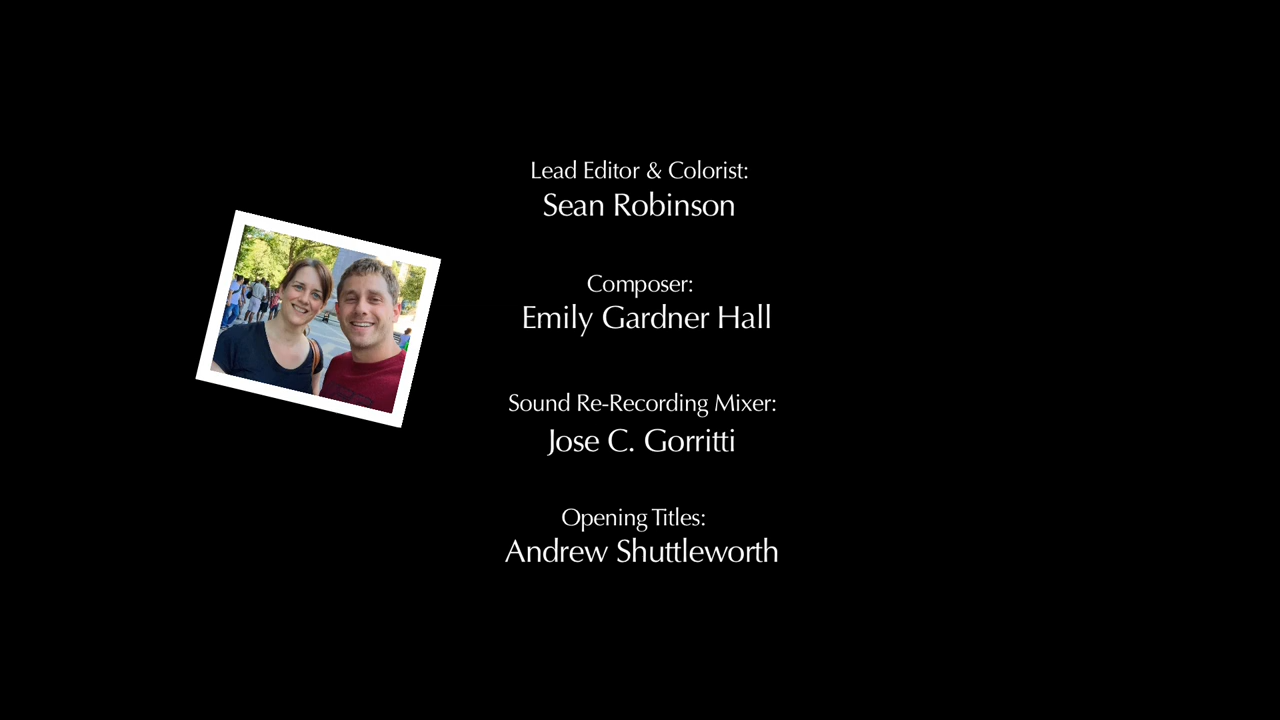 Lead Editor & Colorist:
Sean Robinson
Composer:
Emily Gardner Hall
Sound Re-Recording Mixer:
Jose C. Gorritti
Opening Titles:
Andrew Shuttleworth